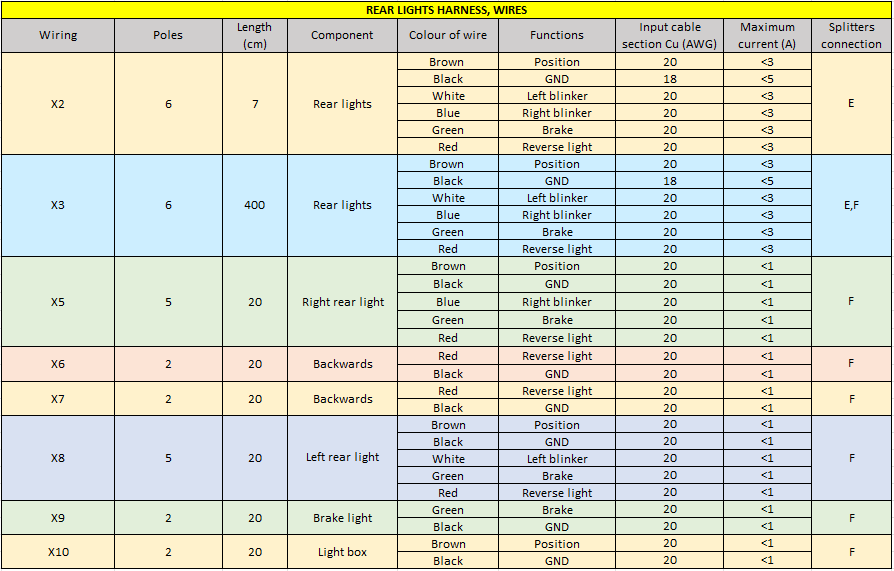 REAR LIGHTS HARNESS, WIRES
Wiring Poles Length (cm) Component Colour of wire Functions Input cable section Cu (AWG) Maximum current (A) Splitters connection
X2 6 7 Rear lights E
Brown Position 20 <3
Black GND 18 <5
White Left blinker 20 <3
Blue Right blinker 20 <3
Green Brake 20 <3
Red Reverse light 20 <3
X3 6 400 Rear lights E,F
Brown Position 20 <3
Black GND 18 <5
White Left blinker 20 <3
Blue Right blinker 20 <3
Green Brake 20 <3
Red Reverse light 20 <3
X5 5 20 Right rear light F
Brown Position 20 <1
Black GND 20 <1
Blue Right blinker 20 <1
Green Brake 20 <1
Red Reverse light 20 <1
X6 2 20 Backwards F
Red Reverse light 20 <1
Black GND 20 <1
X7 2 20 Backwards F
Red Reverse light 20 <1
Black GND 20 <1
X8 5 20 Left rear light F
Brown Position 20 <1
Black GND 20 <1
White Left blinker 20 <1
Green Brake 20 <1
Red Reverse light 20 <1
X9 2 20 Brake light F
Green Brake 20 <1
Black GND 20 <1
X10 2 20 Light box F
Brown Position 20 <1
Black GND 20 <1